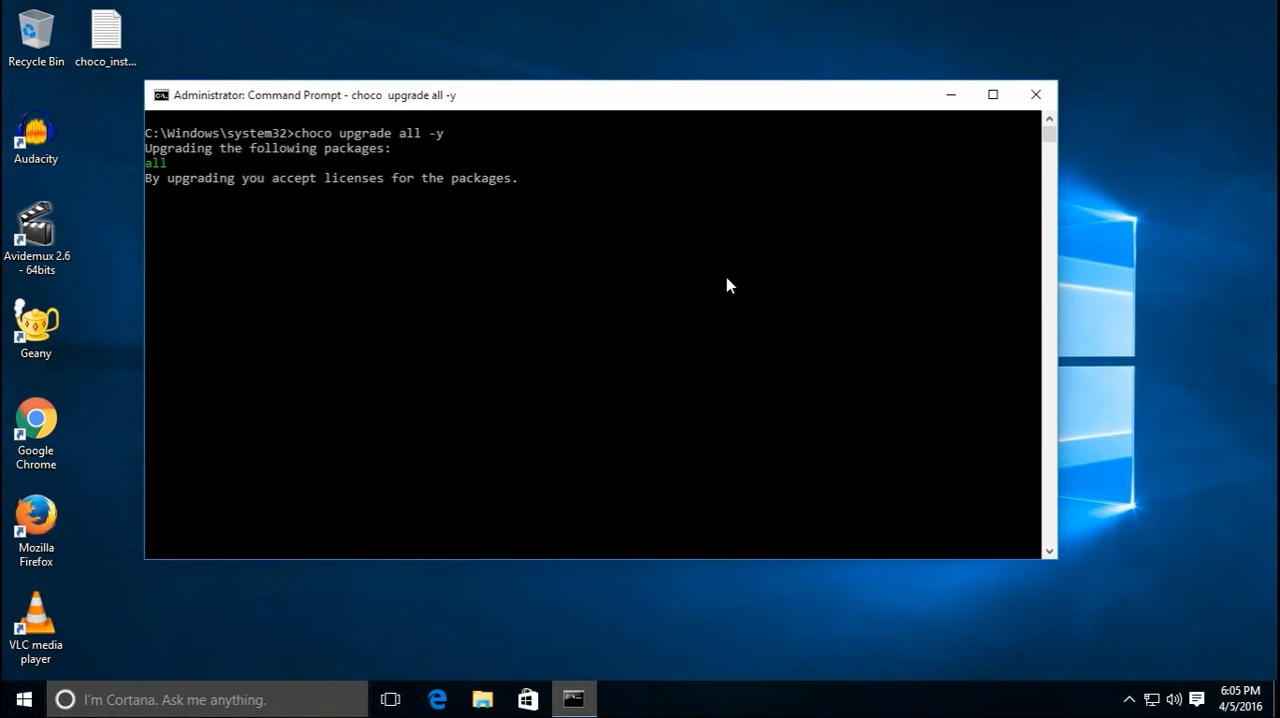 Recycle Bin
choco_inst...
Audacity
Avidemux 2.6
- 64bits
Geany
Google
Chrome
Mozilla
Firefox
VLC media
player
Administrator: Command Prompt - choco  upgrade all -y
C:\Windows\system32>choco upgrade all -y
Upgrading the following packages:
all
By upgrading you accept licenses for the packages.
I'm Cortana. Ask me anything.
6:05 PM
4/5/2016